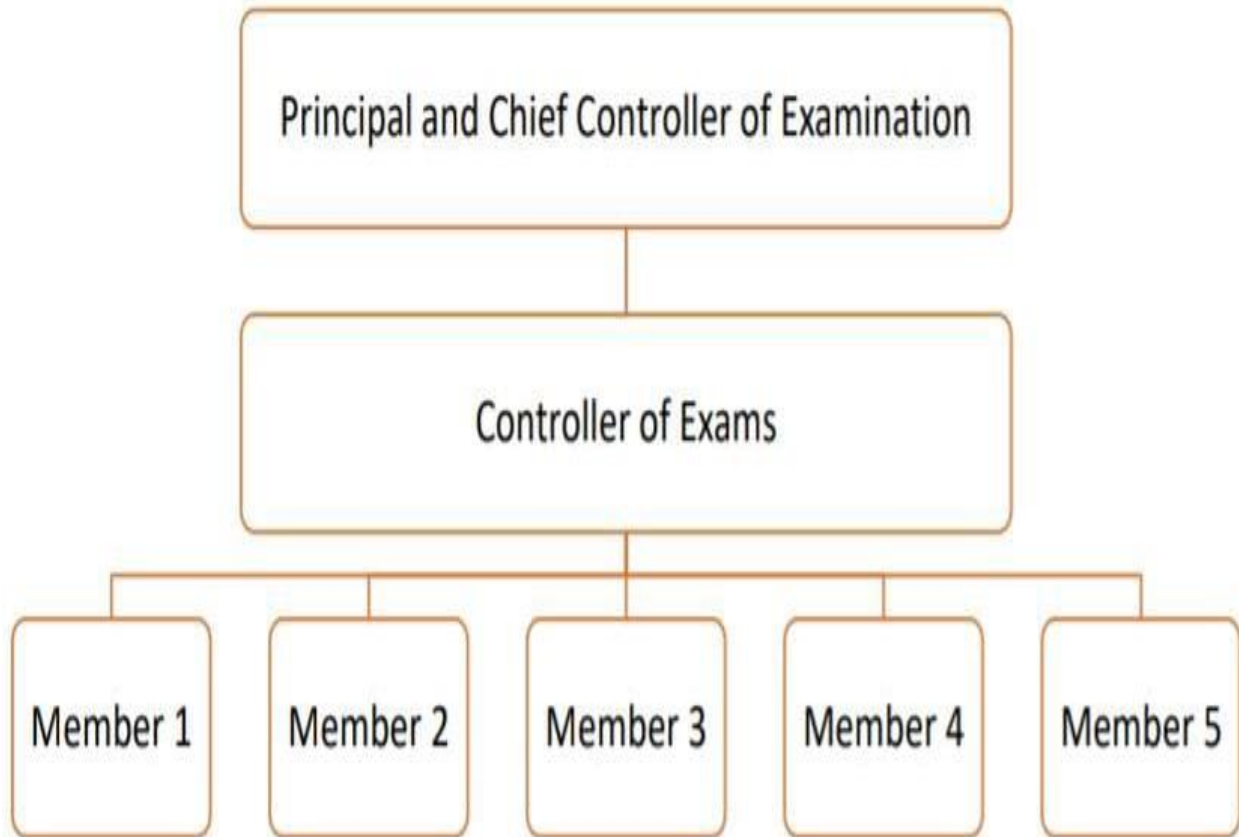 Principal and Chief Controller of Examination
Controller of Exams
Member 1
Member 2
Member 3
Member 4
Member 5